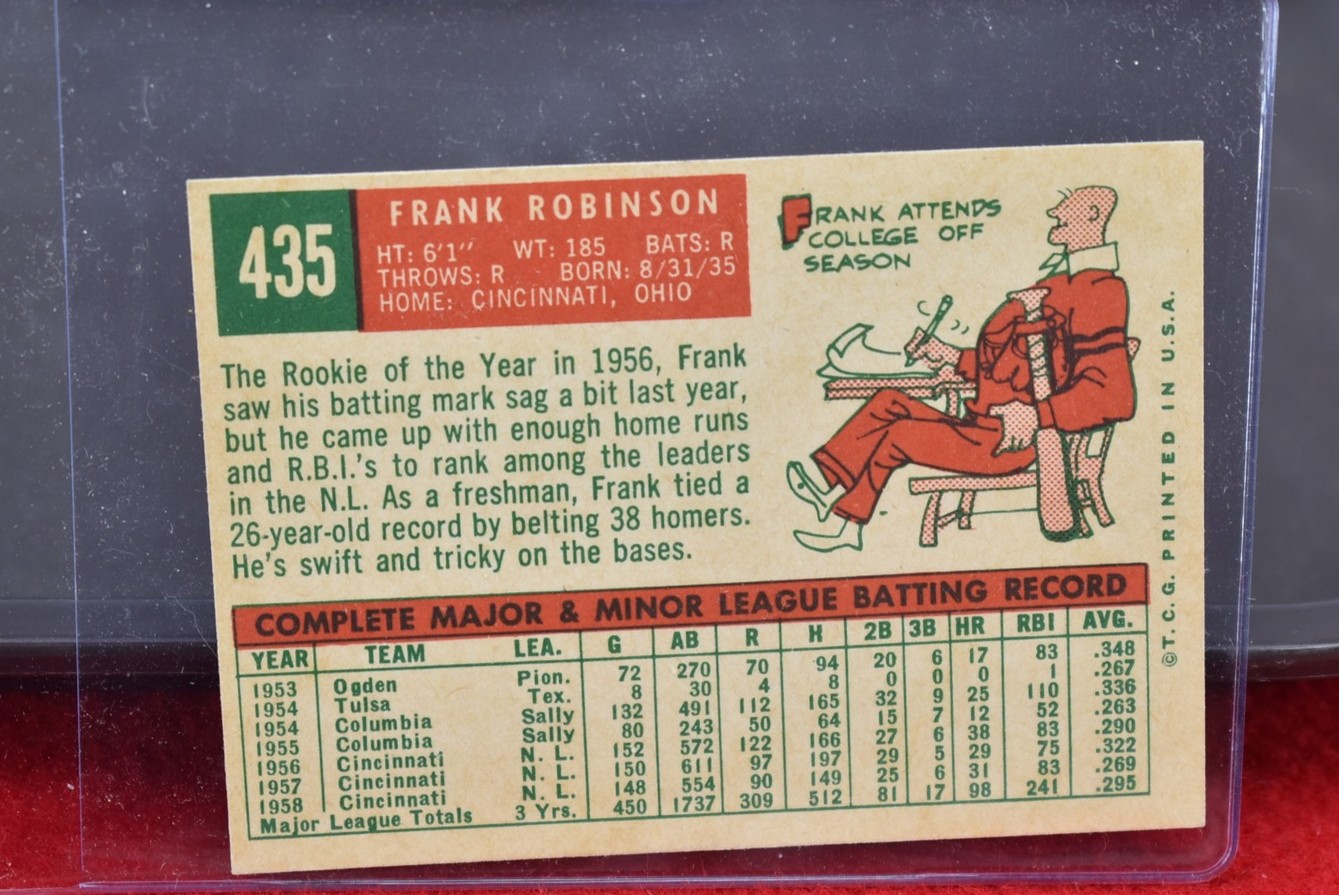 435
FRANK ROBINSON
HT: 6'1" WT: 185 BATS: R
THROWS: R BORN: 8/31/35
HOME: CINCINNATI, OHIO
FRANK ATTENDS
COLLEGE OFF
SEASON
The Rookie of the Year in 1956, Frank
saw his batting mark sag a bit last year,
but he came up with enough home runs
and R.B.I.'s to rank among the leaders
in the N.L. As a freshman, Frank tied a
26-year-old record by belting 38 homers.
He's swift and tricky on the bases.
©T.C.G. PRINTED IN U.S.A.
COMPLETE MAJOR & MINOR LEAGUE BATTING RECORD
YEAR TEAM LEA. G AB R H 2B 3B HR RBI AVG.
1953 Ogden Pion. 72 270 70 94 20 6 17 83 .348
1954 Tulsa Tex. 8 30 4 8 0 0 0 1 .267
1954 Columbia Sally 132 491 112 165 32 9 25 110 .336
1955 Columbia Sally 80 243 50 64 15 7 12 52 .263
1956 Cincinnati N. L. 152 572 122 166 27 6 38 83 .290
1957 Cincinnati N. L. 150 611 97 197 29 5 29 75 .322
1958 Cincinnati N. L. 148 554 90 149 25 6 31 83 .269
Major League Totals 3 Yrs. 450 1737 309 512 81 17 98 241 .295